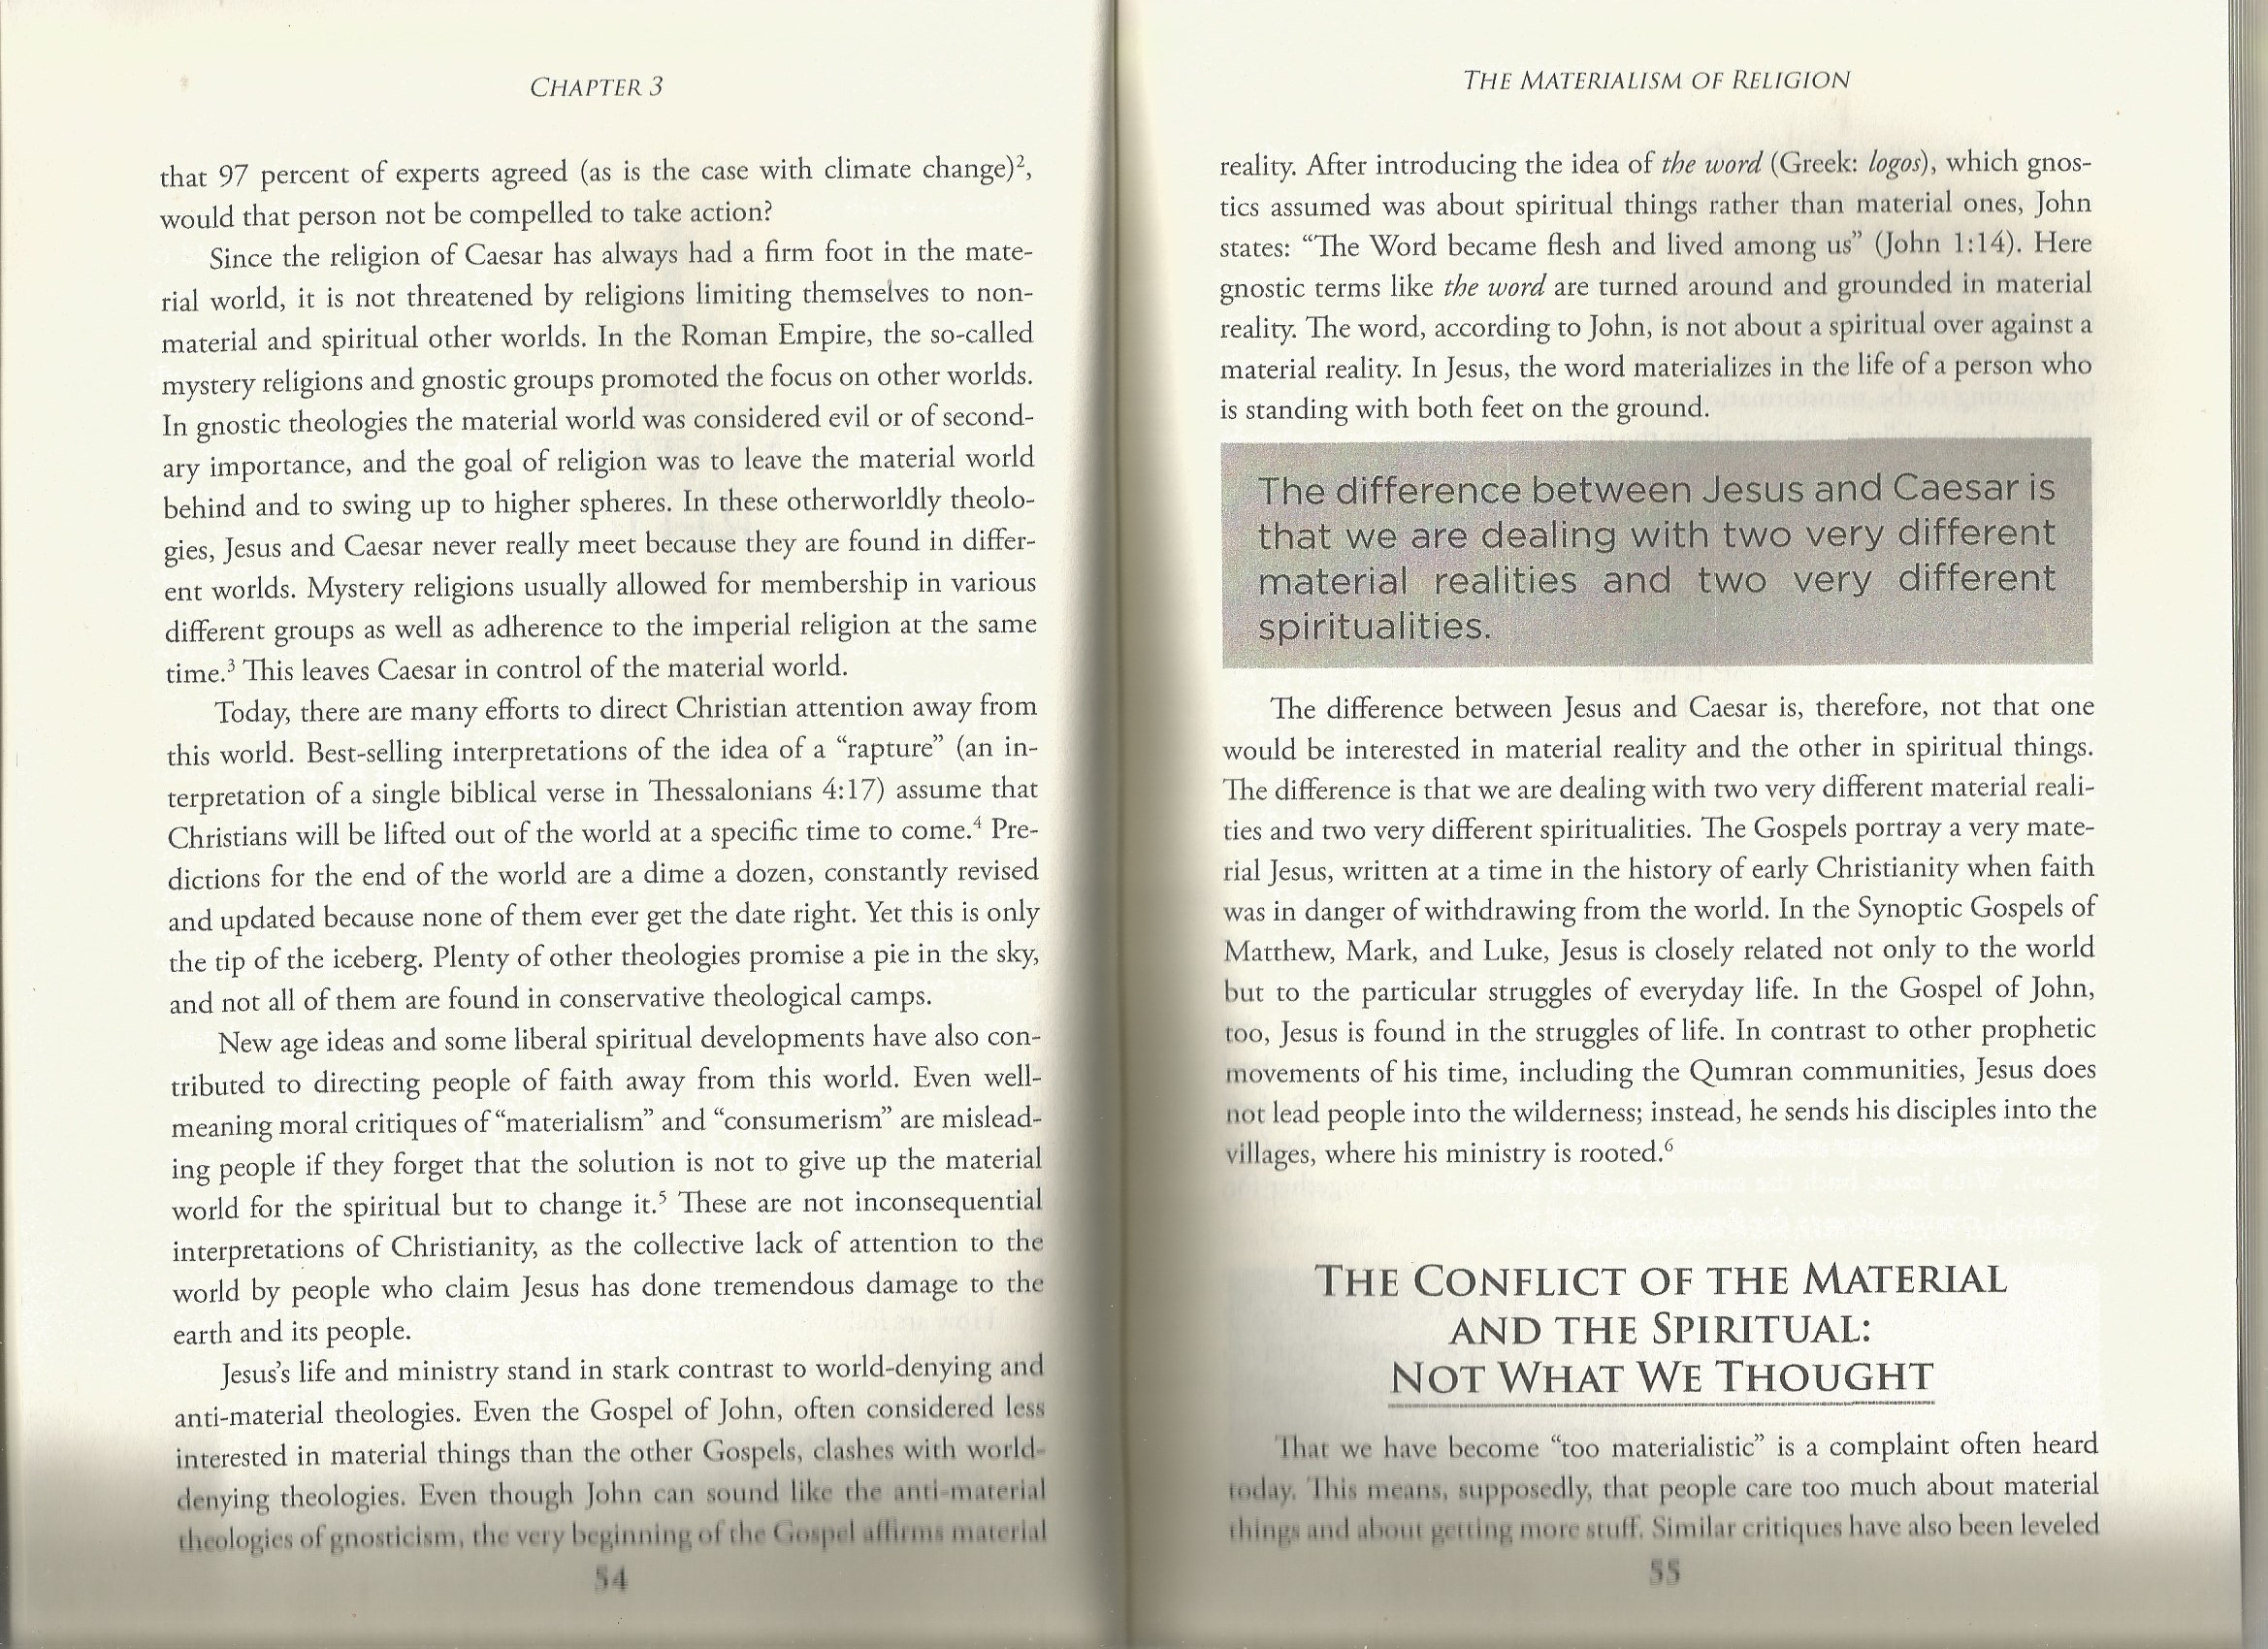 CHAPTER 3
that 97 percent of experts agreed (as is the case with climate change)²,
would that person not be compelled to take action?
Since the religion of Caesar has always had a firm foot in the mate-
rial world, it is not threatened by religions limiting themselves to non-
material and spiritual other worlds. In the Roman Empire, the so-called
mystery religions and gnostic groups promoted the focus on other worlds.
In gnostic theologies the material world was considered evil or of second-
ary importance, and the goal of religion was to leave the material world
behind and to swing up to higher spheres. In these otherworldly theolo-
gies, Jesus and Caesar never really meet because they are found in differ-
ent worlds. Mystery religions usually allowed for membership in various
different groups as well as adherence to the imperial religion at the same
time.³ This leaves Caesar in control of the material world.
Today, there are many efforts to direct Christian attention away from
this world. Best-selling interpretations of the idea of a “rapture” (an in-
terpretation of a single biblical verse in Thessalonians 4:17) assume that
Christians will be lifted out of the world at a specific time to come.⁴ Pre-
dictions for the end of the world are a dime a dozen, constantly revised
and updated because none of them ever get the date right. Yet this is only
the tip of the iceberg. Plenty of other theologies promise a pie in the sky,
and not all of them are found in conservative theological camps.
New age ideas and some liberal spiritual developments have also con-
tributed to directing people of faith away from this world. Even well-
meaning moral critiques of “materialism” and “consumerism” are mislead-
ing people if they forget that the solution is not to give up the material
world for the spiritual but to change it.⁵ These are not inconsequential
interpretations of Christianity, as the collective lack of attention to the
world by people who claim Jesus has done tremendous damage to the
earth and its people.
Jesus’s life and ministry stand in stark contrast to world-denying and
anti-material theologies. Even the Gospel of John, often considered less
interested in material things than the other Gospels, clashes with world-
denying theologies. Even though John can sound like the anti-material
theologies of gnosticism, the very beginning of the Gospel affirms material
54
THE MATERIALISM OF RELIGION
reality. After introducing the idea of the word (Greek: logos), which gnos-
tics assumed was about spiritual things rather than material ones, John
states: “The Word became flesh and lived among us” (John 1:14). Here
gnostic terms like the word are turned around and grounded in material
reality. The word, according to John, is not about a spiritual over against a
material reality. In Jesus, the word materializes in the life of a person who
is standing with both feet on the ground.
The difference between Jesus and Caesar is
that we are dealing with two very different
material realities and two very different
spiritualities.
The difference between Jesus and Caesar is, therefore, not that one
would be interested in material reality and the other in spiritual things.
The difference is that we are dealing with two very different material reali-
ties and two very different spiritualities. The Gospels portray a very mate-
rial Jesus, written at a time in the history of early Christianity when faith
was in danger of withdrawing from the world. In the Synoptic Gospels of
Matthew, Mark, and Luke, Jesus is closely related not only to the world
but to the particular struggles of everyday life. In the Gospel of John,
too, Jesus is found in the struggles of life. In contrast to other prophetic
movements of his time, including the Qumran communities, Jesus does
not lead people into the wilderness; instead, he sends his disciples into the
villages, where his ministry is rooted.⁶
THE CONFLICT OF THE MATERIAL
AND THE SPIRITUAL:
NOT WHAT WE THOUGHT
That we have become “too materialistic” is a complaint often heard
today. This means, supposedly, that people care too much about material
things and about getting more stuff. Similar critiques have also been leveled
55